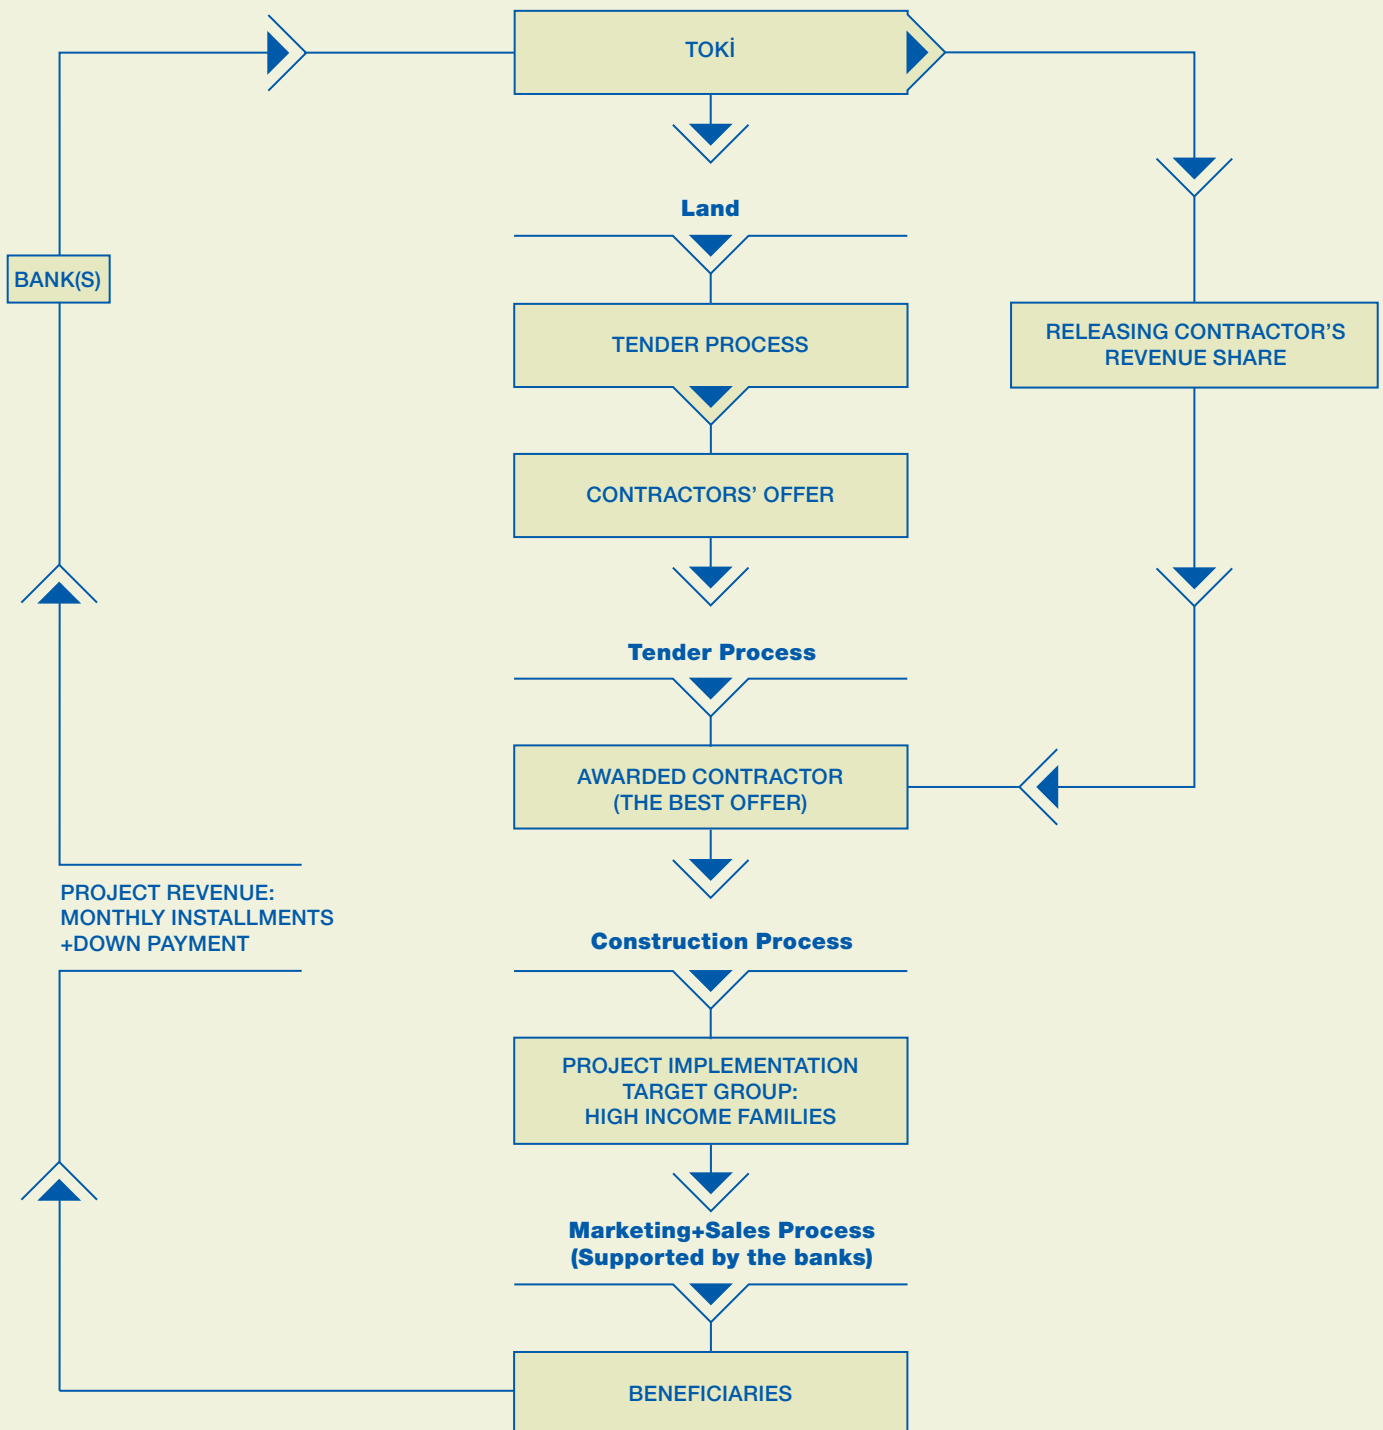 TOKİ
Land
BANK(S)
TENDER PROCESS
RELEASING CONTRACTOR’S
REVENUE SHARE
CONTRACTORS’ OFFER
Tender Process
AWARDED CONTRACTOR
(THE BEST OFFER)
PROJECT REVENUE:
MONTHLY INSTALLMENTS
+DOWN PAYMENT
Construction Process
PROJECT IMPLEMENTATION
TARGET GROUP:
HIGH INCOME FAMILIES
Marketing+Sales Process
(Supported by the banks)
BENEFICIARIES